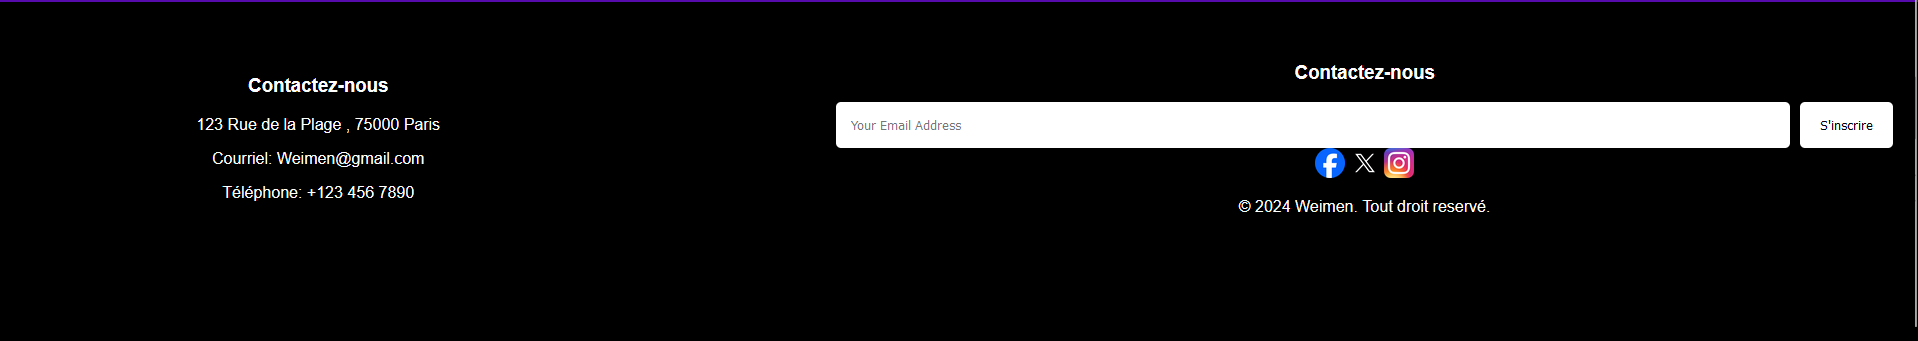 Contactez-nous
123 Rue de la Plage , 75000 Paris
Courriel: Weimen@gmail.com
Téléphone: +123 456 7890
Contactez-nous
Your Email Address
S'inscrire
© 2024 Weimen. Tout droit reservé.